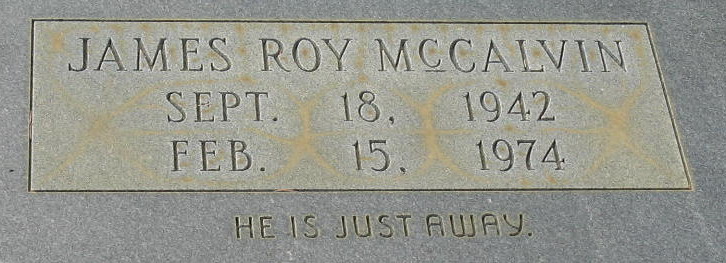 JAMES ROY McCALVIN
SEPT. 18, 1942
FEB. 15, 1974
HE IS JUST AWAY.